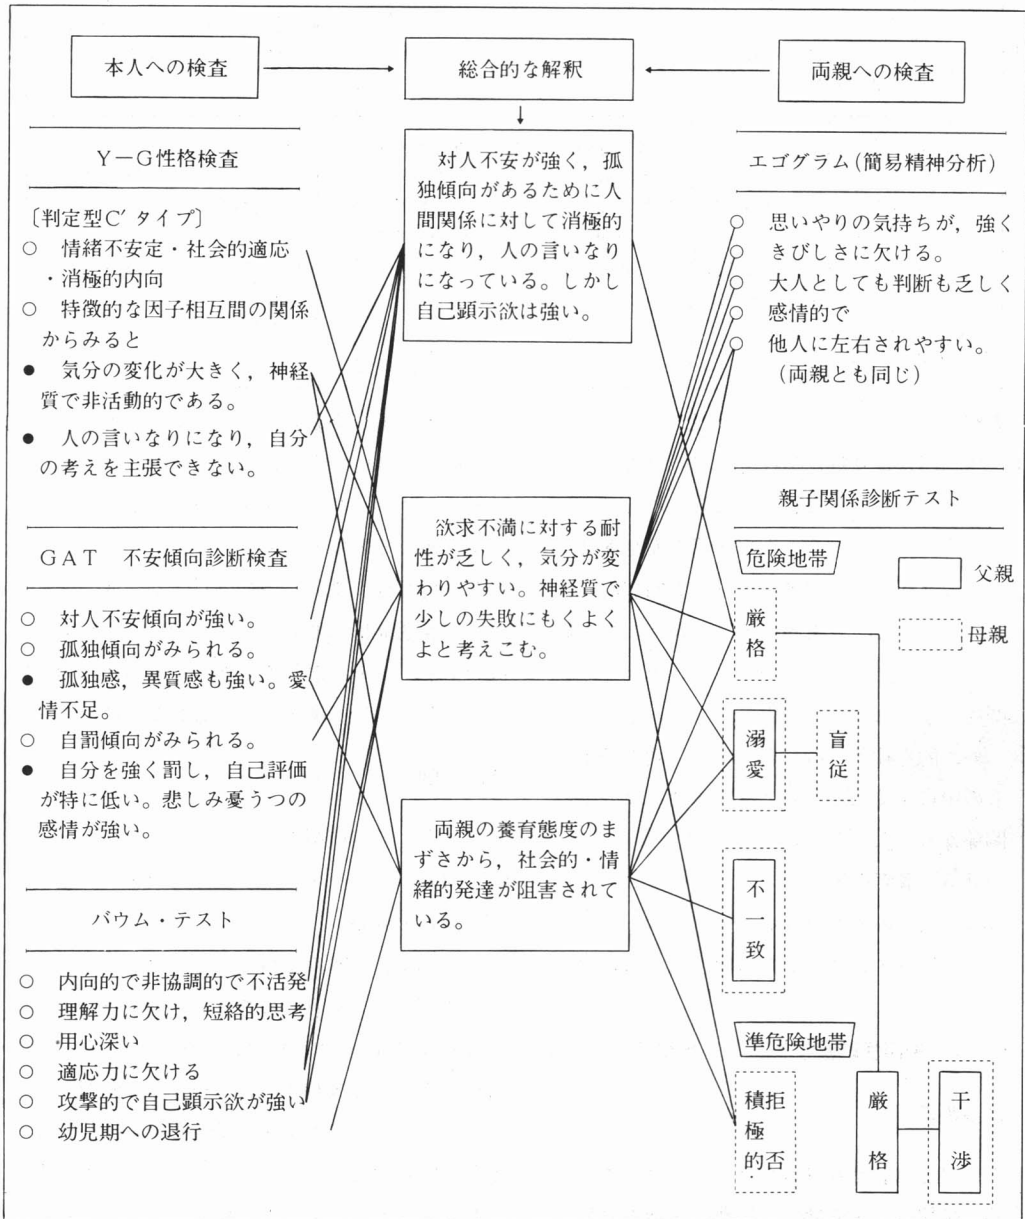 本人への検査
総合的な解釈
両親への検査
Y－G性格検査
〔判定型C′タイプ〕
○ 情緒不安定・社会的適応
・消極的内向
○ 特徴的な因子相互間の関係
からみると
● 気分の変化が大きく，神経
質で非活動的である。
● 人の言いなりになり，自分
の考えを主張できない。
GAT 不安傾向診断検査
○ 対人不安傾向が強い。
○ 孤独傾向がみられる。
● 孤独感，異質感も強い。愛
情不足。
○ 自罰傾向がみられる。
● 自分を強く罰し，自己評価
が特に低い。悲しみ憂うつの
感情が強い。
バウム・テスト
○ 内向的で非協調的で不活発
○ 理解力に欠け，短絡的思考
○ 用心深い
○ 適応力に欠ける
○ 攻撃的で自己顕示欲が強い
○ 幼児期への退行
対人不安が強く，孤
独傾向があるために人
間関係に対して消極的
になり，人の言いなり
になっている。しかし
自己顕示欲は強い。
欲求不満に対する耐
性が乏しく，気分が変
わりやすい。神経質で
少しの失敗にもくよく
よと考えこむ。
両親の養育態度のま
ずさから，社会的・情
緒的発達が阻害されて
いる。
エゴグラム(簡易精神分析)
○ 思いやりの気持ちが，強く
○ きびしさに欠ける。
○ 大人としても判断も乏しく
○ 感情的で
○ 他人に左右されやすい。
（両親とも同じ）
親子関係診断テスト
危険地帯
父親
母親
厳格
溺愛
盲従
不一致
準危険地帯
積極的
拒否
厳格
干渉